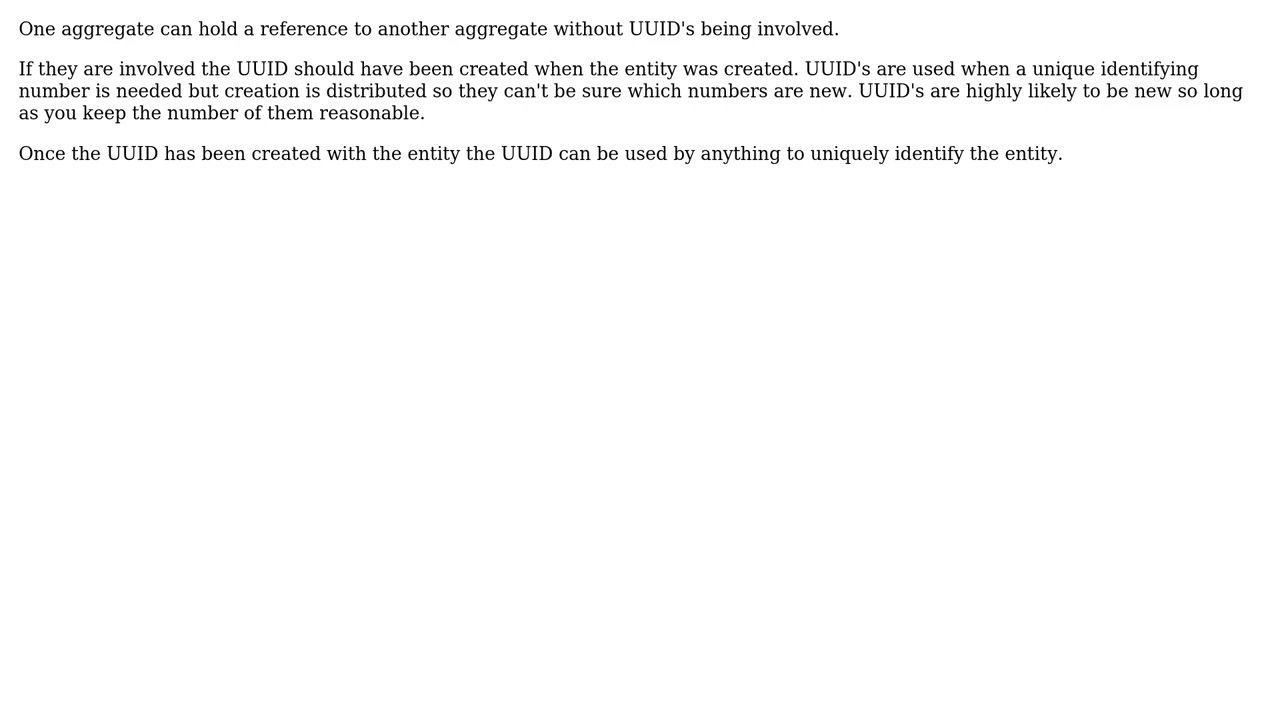 One aggregate can hold a reference to another aggregate without UUID's being involved.
If they are involved the UUID should have been created when the entity was created. UUID's are used when a unique identifying
number is needed but creation is distributed so they can't be sure which numbers are new. UUID's are highly likely to be new so long
as you keep the number of them reasonable.
Once the UUID has been created with the entity the UUID can be used by anything to uniquely identify the entity.